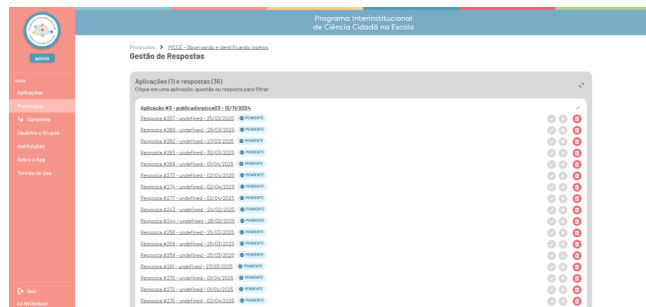 Programa Interinstitucional
de Ciência Cidadã na Escola
admin
Aplicações
Protocolos
Curadoria
Usuários e Grupos
Instituições
Sobre o App
Termos de Uso
Sair
Protocolos > PICCE - Observando e Identificando Insetos
Gestão de Respostas
Aplicações (1) e respostas (36)
Clique em uma aplicação, questão ou resposta para filtrar
Aplicação #3 - publicadorpicce03 - 12/11/2024
Resposta #257 - undefined - 25/03/2025 PENDENTE
Resposta #260 - undefined - 25/03/2025 PENDENTE
Resposta #262 - undefined - 27/03/2025 PENDENTE
Resposta #263 - undefined - 30/03/2025 PENDENTE
Resposta #269 - undefined - 01/04/2025 PENDENTE
Resposta #273 - undefined - 02/04/2025 PENDENTE
Resposta #274 - undefined - 02/04/2025 PENDENTE
Resposta #277 - undefined - 02/04/2025 PENDENTE
Resposta #243 - undefined - 24/02/2025 PENDENTE
Resposta #244 - undefined - 26/02/2025 PENDENTE
Resposta #256 - undefined - 25/03/2025 PENDENTE
Resposta #258 - undefined - 25/03/2025 PENDENTE
Resposta #259 - undefined - 25/03/2025 PENDENTE
Resposta #261 - undefined - 27/03/2025 PENDENTE
Resposta #270 - undefined - 01/04/2025 PENDENTE
Resposta #272 - undefined - 01/04/2025 PENDENTE
Resposta #275 - undefined - 02/04/2025 PENDENTE